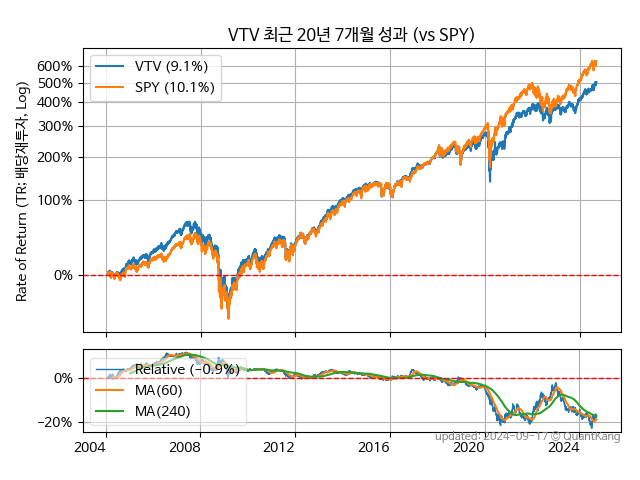 VTV 최근 20년 7개월 성과 (vs SPY)
Rate of Return (TR: 배당재투자, Log)
600%
500%
400%
300%
200%
100%
0%
VTV (9.1%)
SPY (10.1%)
0%
−20%
Relative (−0.9%)
MA(60)
MA(240)
2004
2008
2012
2016
2020
2024
updated: 2024-09-17 © QuantKang